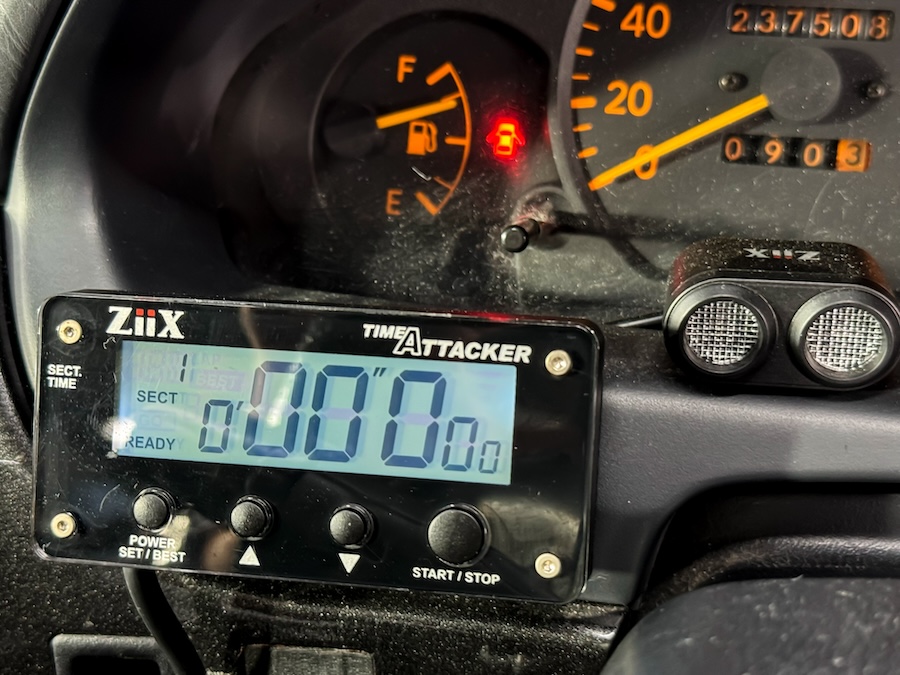 40
237508
F
20
0
0903
E
ZiiX
ZiiX
TIME ATTACKER
SECT.
TIME
1
SECT
BEST
0'00"000
READY
POWER
SET/BEST
START / STOP